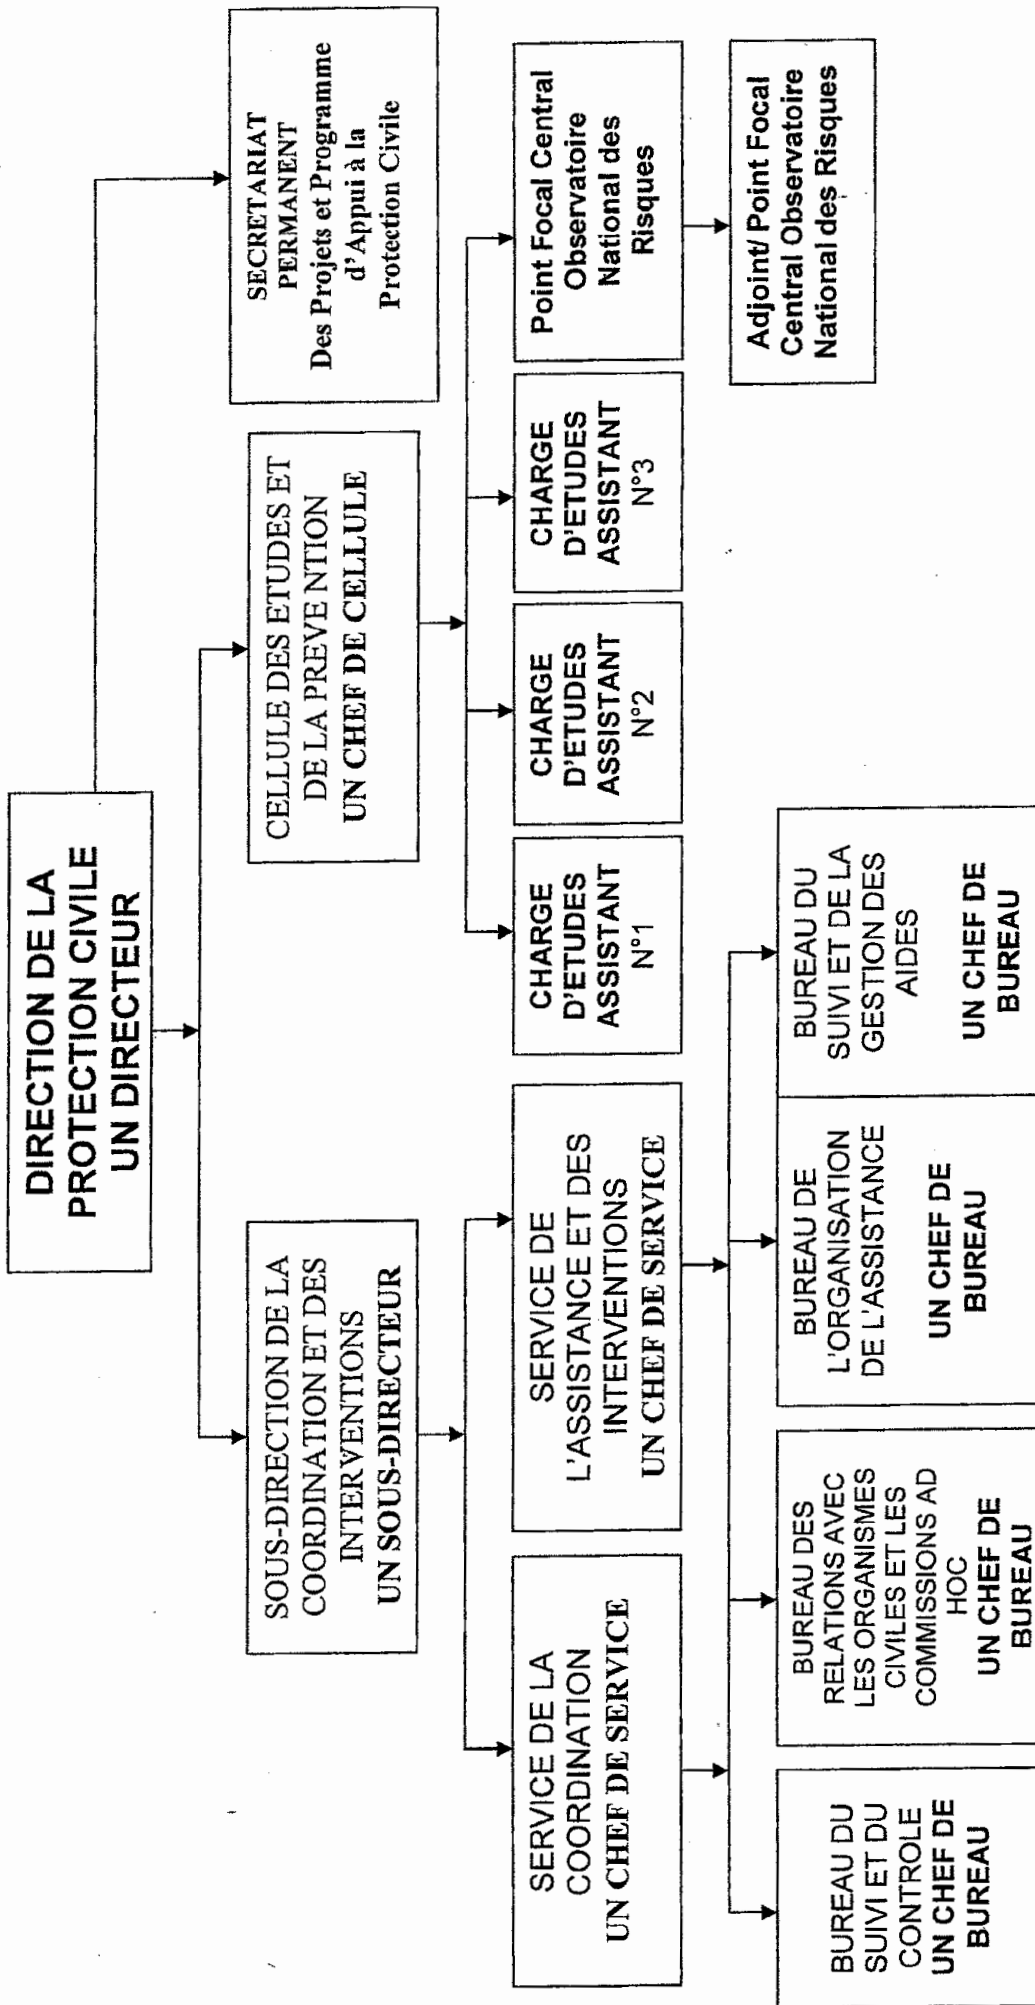 DIRECTION DE LA
PROTECTION CIVILE
UN DIRECTEUR
SECRETARIAT
PERMANENT
Des Projets et Programme
d'Appui à la
Protection Civile
SOUS-DIRECTION DE LA
COORDINATION ET DES
INTERVENTIONS
UN SOUS-DIRECTEUR
CELLULE DES ETUDES ET
DE LA PREVENTION
UN CHEF DE CELLULE
SERVICE DE LA
COORDINATION
UN CHEF DE SERVICE
SERVICE DE
L'ASSISTANCE ET DES
INTERVENTIONS
UN CHEF DE SERVICE
CHARGE
D'ETUDES
ASSISTANT
N°1
CHARGE
D'ETUDES
ASSISTANT
N°2
CHARGE
D'ETUDES
ASSISTANT
N°3
Point Focal Central
Observatoire
National des
Risques
Adjoint/ Point Focal
Central Observatoire
National des Risques
BUREAU DU
SUIVI ET DU
CONTROLE
UN CHEF DE
BUREAU
BUREAU DES
RELATIONS AVEC
LES ORGANISMES
CIVILES ET LES
COMMISSIONS AD
HOC
UN CHEF DE
BUREAU
BUREAU DE
L'ORGANISATION
DE L'ASSISTANCE
UN CHEF DE
BUREAU
BUREAU DU
SUIVI ET DE LA
GESTION DES
AIDES
UN CHEF DE
BUREAU